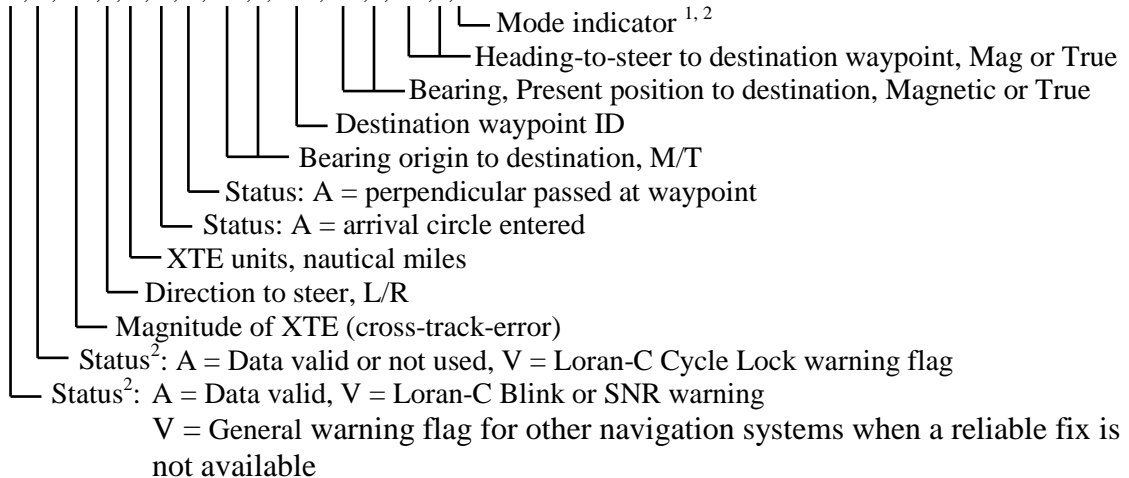 Mode indicator 1, 2
Heading-to-steer to destination waypoint, Mag or True
Bearing, Present position to destination, Magnetic or True
Destination waypoint ID
Bearing origin to destination, M/T
Status: A = perpendicular passed at waypoint
Status: A = arrival circle entered
XTE units, nautical miles
Direction to steer, L/R
Magnitude of XTE (cross-track-error)
Status2: A = Data valid or not used, V = Loran-C Cycle Lock warning flag
Status2: A = Data valid, V = Loran-C Blink or SNR warning
V = General warning flag for other navigation systems when a reliable fix is
not available